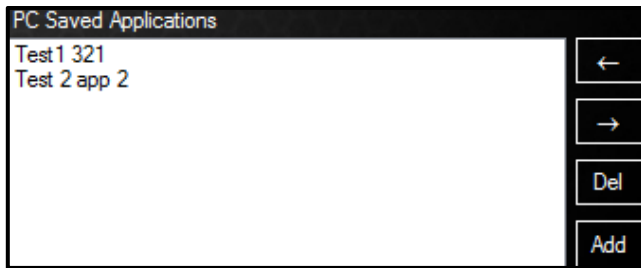 PC Saved Applications
Test1 321
Test 2 app 2
←
→
Del
Add